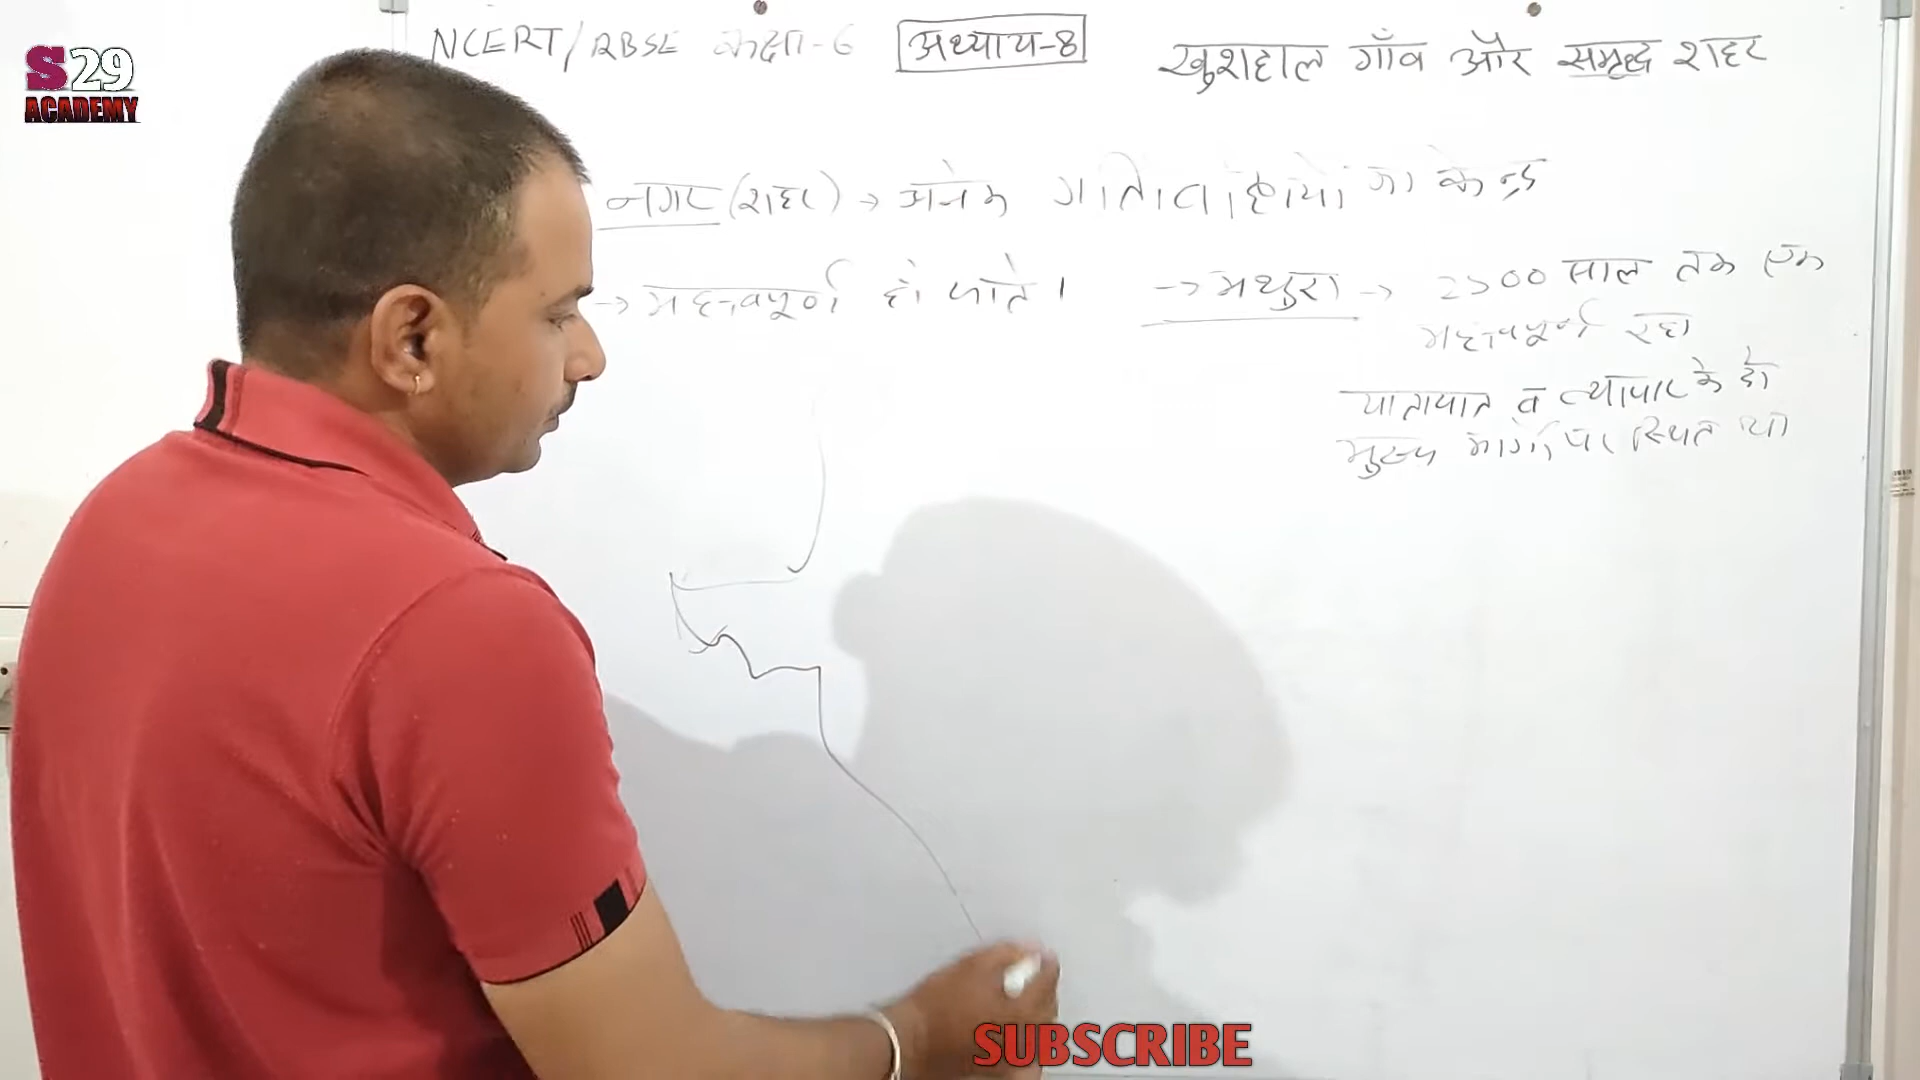 S29
ACADEMY
NCERT/RBSE कक्षा-6 अध्याय-8 खुशहाल गाँव और समृद्ध शहर
नगर (शहर) → अनेक गतिविधियों का केन्द्र
→ महत्वपूर्ण हो जाते। → मथुरा → 2500 साल तक एक
महत्वपूर्ण रहा
यातायात व व्यापार के दो
मुख्य मार्गों पर स्थित था
SUBSCRIBE